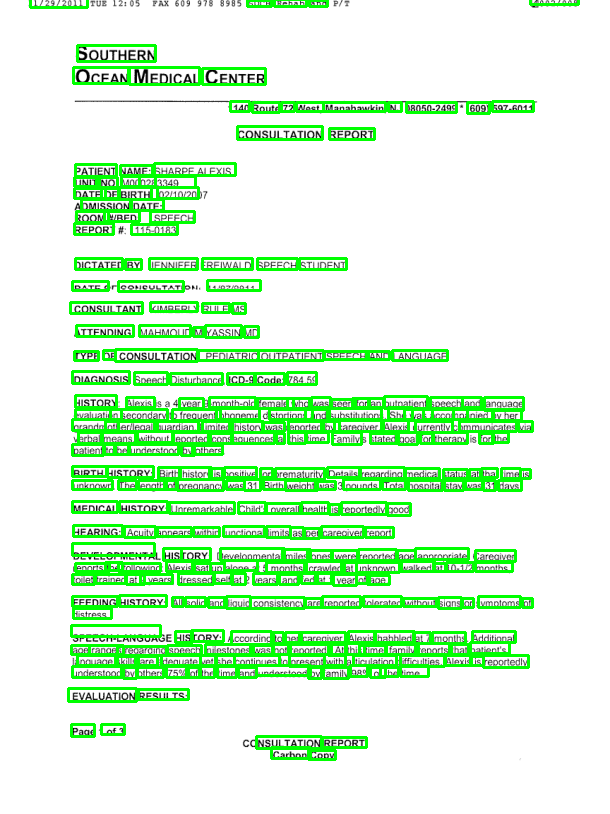 1/29/2011 TUE 12:05 FAX 609 978 8985 SOCH Rehab and P/T
SOUTHERN
OCEAN MEDICAL CENTER
1140 Route 72 West, Manahawkin, N. 08050-2499 * 609) 597-6011
CONSULTATION REPORT
PATIENT NAME: SHARPE ALEXIS
UNIT NO: M000283349
DATE OF BIRTH: 02/10/2007
ADMISSION DATE:
ROOM #/BED: SPEECH
REPORT #: 1115-0183
DICTATED BY: JENNIFER FREIWALD SPEECH STUDENT
DATE OF CONSULTATION:
CONSULTANT: KIMBERLY RULE MS
ATTENDING: MAHMOUD M YASSIN MD
TYPE OF CONSULTATION: PEDIATRIC OUTPATIENT SPEECH AND LANGUAGE
DIAGNOSIS: Speech Disturbance. ICD-9 Code: 784.59
HISTORY: Alexis is a 4 year 9 month-old female who was seen for an outpatient speech and language
evaluation secondary to frequent phoneme distortions and substitutions. She was accompanied by her
grandmother/legal guardian. Limited history was reported by caregiver. Alexis currently communicates via
verbal means, without reported consequences at this time. Family's stated goal for therapy is for the
patient to be understood by others.
BIRTH HISTORY: Birth history is positive for prematurity. Details regarding medical status at that time is
unknown. The length of pregnancy was 31. Birth weight was 3 pounds. Total hospital stay was 31 days.
MEDICAL HISTORY: Unremarkable. Child's overall health is reportedly good.
HEARING: Acuity appears within functional limits as per caregiver report.
DEVELOPMENTAL HISTORY: Developmental milestones were reported age appropriate. Caregiver
reports the following: Alexis sat up alone at 5 months, crawled at unknown, walked at 10-1/2 months,
toilet trained at years, dressed self at 2 years, and fed at 1 year of age.
FEEDING HISTORY: All solid and liquid consistency are reported tolerated without signs or symptoms of
distress.
SPEECH-LANGUAGE HISTORY: According to her caregiver, Alexis babbled at 7 months. Additional
age ranges regarding speech milestones was not reported. At this time family reports that patient's
language skills are adequate yet she continues to present with articulation difficulties. Alexis is reportedly
understood by others 75% of the time and understood by family 98% of the time.
EVALUATION RESULTS:
Page 1 of 3
CONSULTATION REPORT
Carbon Copy